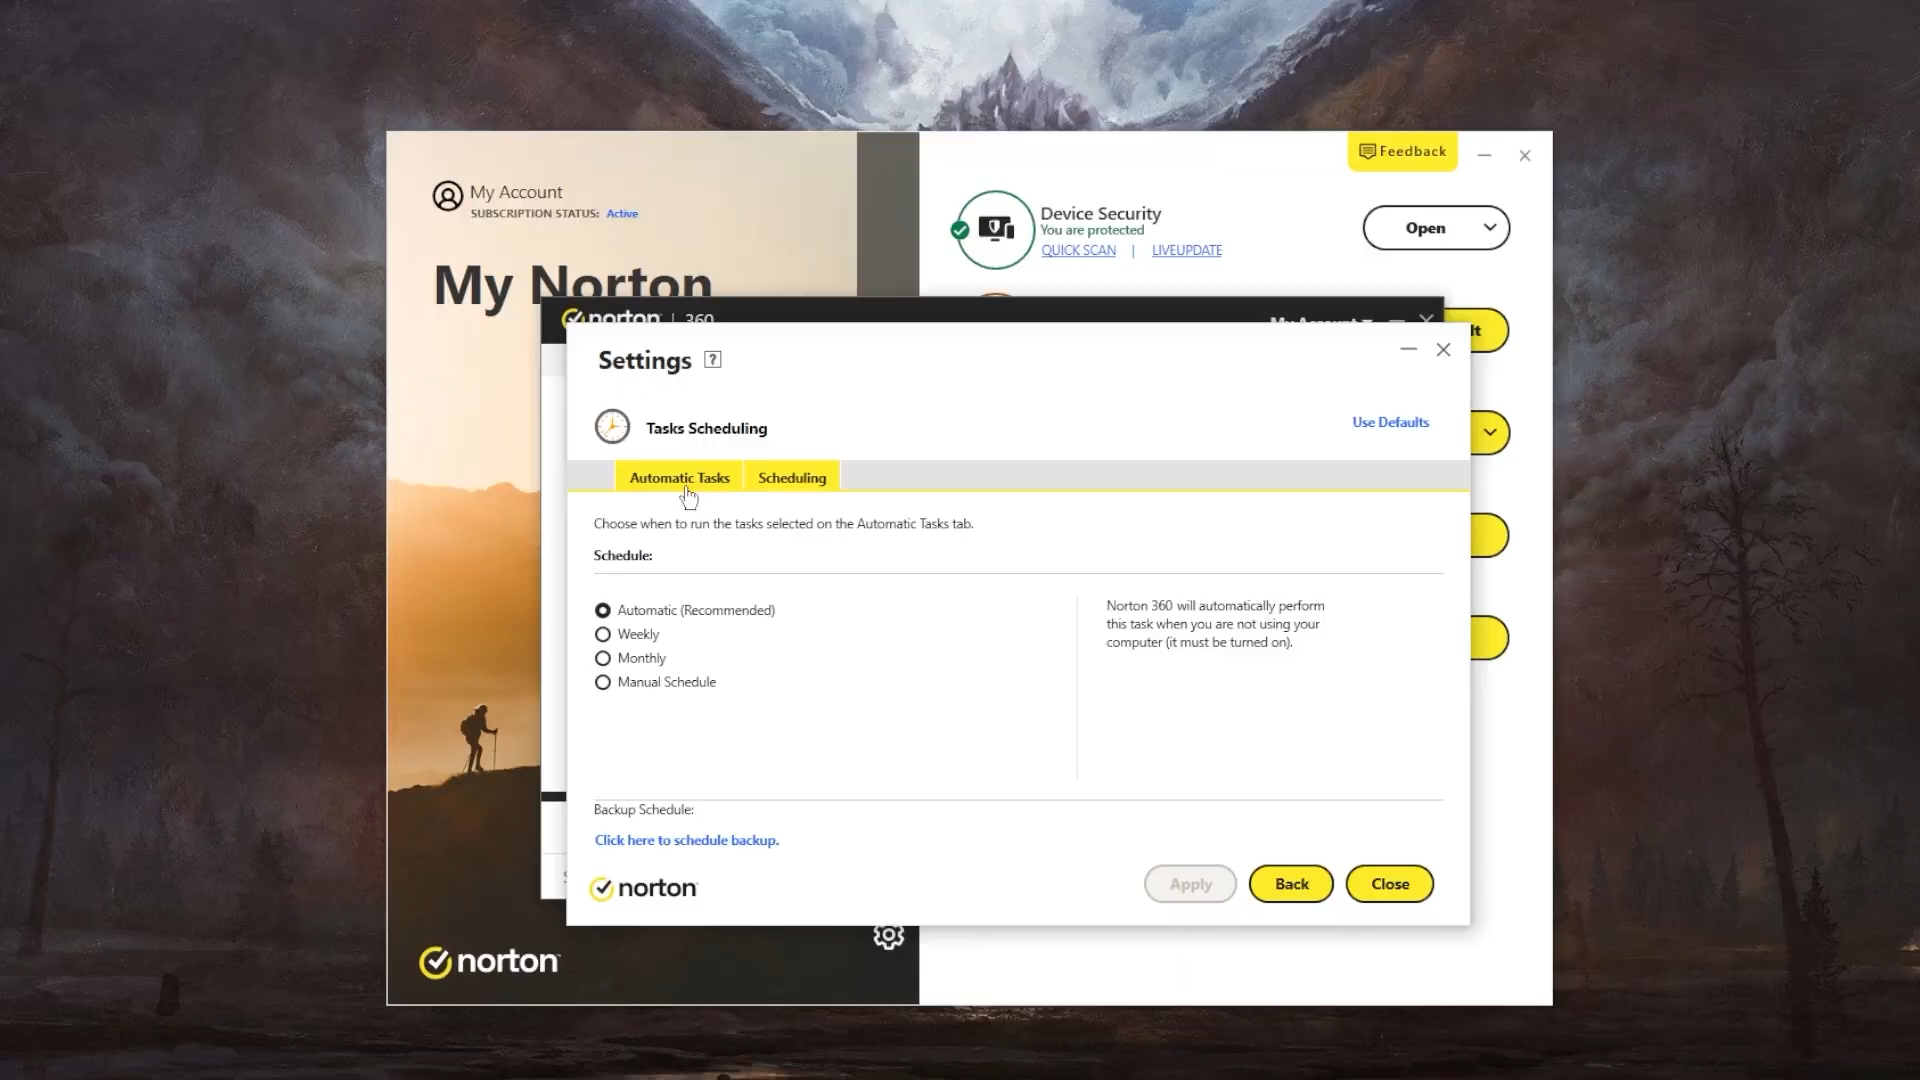 Feedback
My Account
SUBSCRIPTION STATUS: Active
My Norton
Device Security
You are protected
QUICK SCAN | LIVEUPDATE
Open
norton | 360
My Account
Settings ?
Tasks Scheduling
Use Defaults
Automatic Tasks
Scheduling
Choose when to run the tasks selected on the Automatic Tasks tab.
Schedule:
Automatic (Recommended)
Weekly
Monthly
Manual Schedule
Norton 360 will automatically perform
this task when you are not using your
computer (it must be turned on).
Backup Schedule:
Click here to schedule backup.
norton
Apply
Back
Close
norton